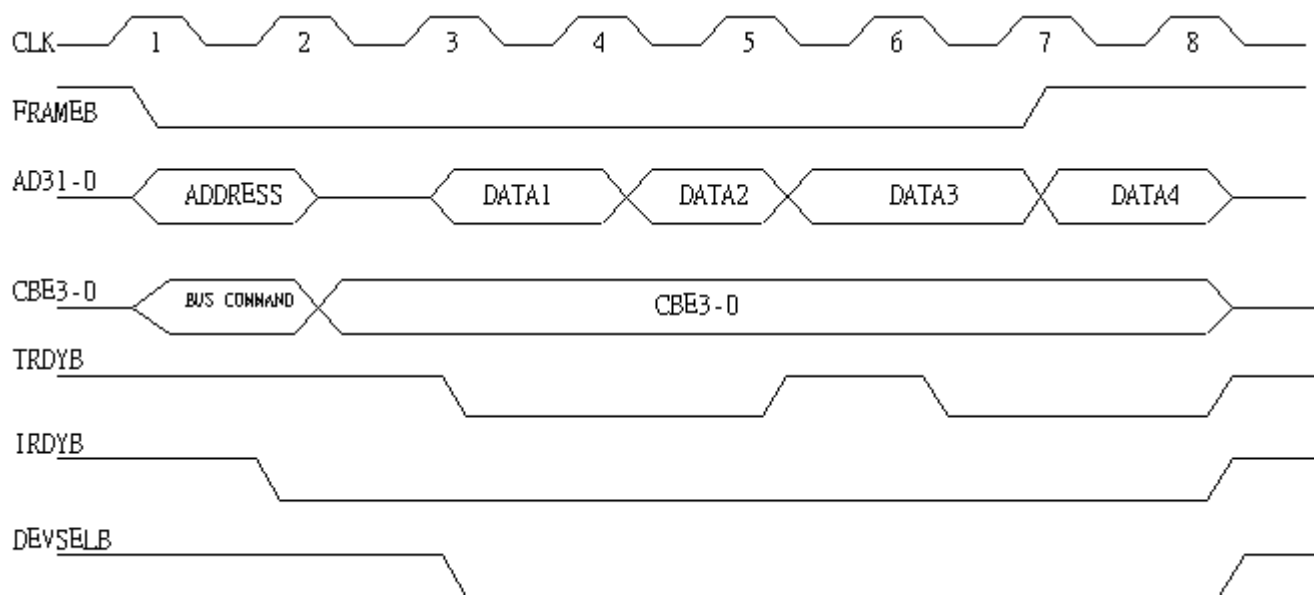 CLK 1 2 3 4 5 6 7 8
FRAMEB
AD31-0 ADDRESS DATA1 DATA2 DATA3 DATA4
CBE3-0 BUS COMMAND CBE3-0
TRDYB
IRDYB
DEVSELB